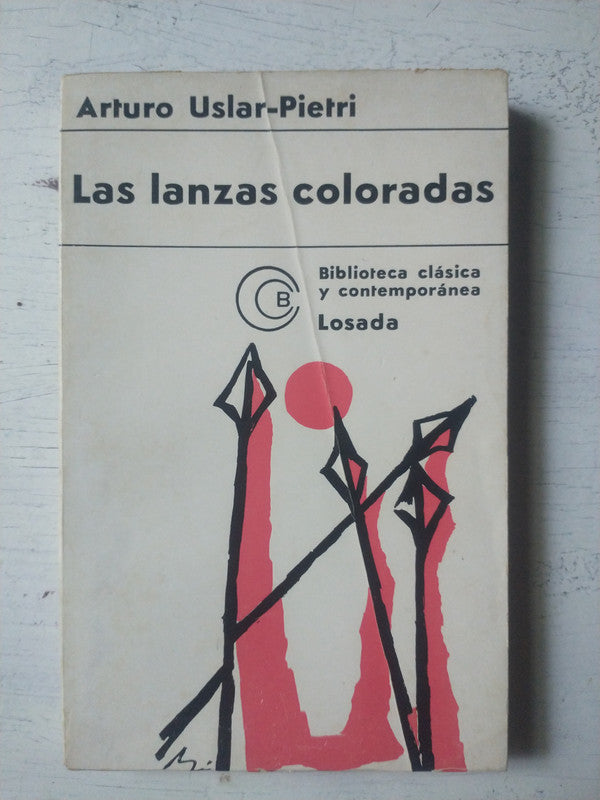 Arturo Uslar-Pietri
Las lanzas coloradas
B
Biblioteca clásica
y contemporánea
Losada